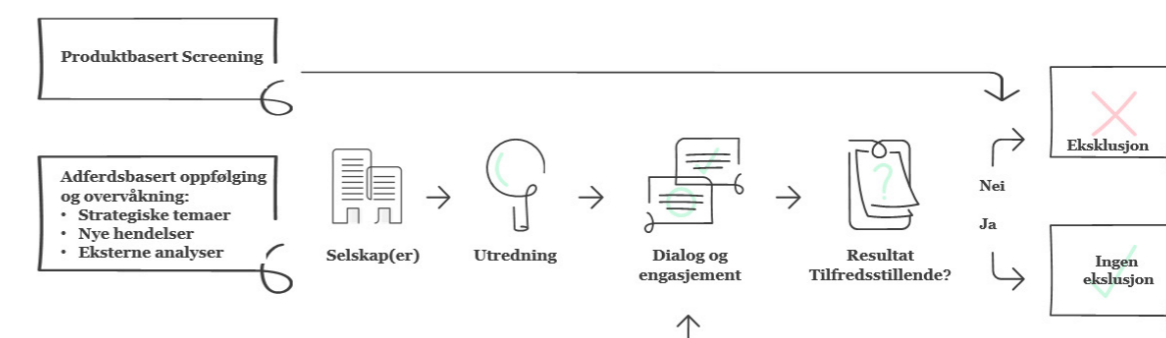 Produktbasert Screening
Adferdsbasert oppfølging
og overvåkning:
• Strategiske temaer
• Nye hendelser
• Eksterne analyser
Selskap(er)
Utredning
Dialog og
engasjement
Resultat
Tilfredsstillende?
Nei
Ja
Eksklusjon
Ingen
ekslusjon